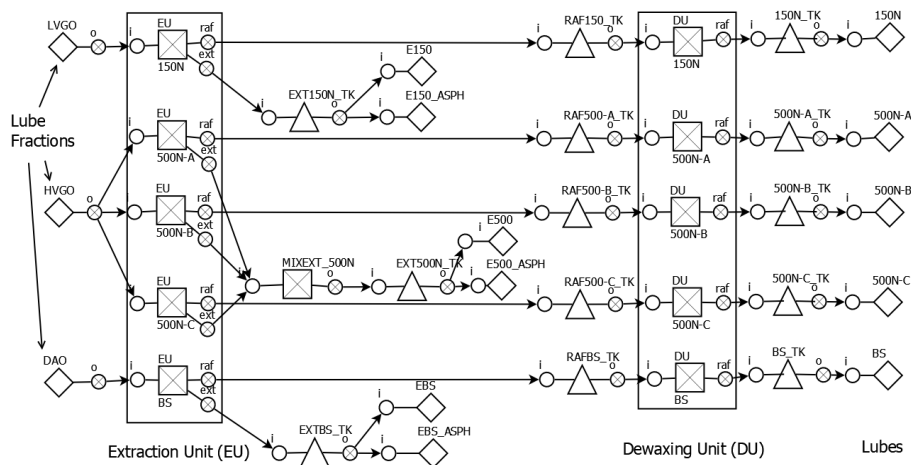 LVGO
o
i
EU
raf
ext
150N
RAF150_TK
i
o
i
DU
raf
150N
150N_TK
i
o
i
150N
E150
i
EXT150N_TK
i
o
i
E150_ASPH
Lube
Fractions
i
EU
raf
ext
500N-A
RAF500-A_TK
i
o
i
DU
raf
500N-A
500N-A_TK
i
o
i
500N-A
HVGO
o
i
EU
raf
ext
500N-B
RAF500-B_TK
i
o
i
DU
raf
500N-B
500N-B_TK
i
o
i
500N-B
E500
i
MIXEXT_500N
i
o
EXT500N_TK
i
o
i
E500_ASPH
i
EU
raf
ext
500N-C
RAF500-C_TK
i
o
i
DU
raf
500N-C
500N-C_TK
i
o
i
500N-C
DAO
o
i
EU
raf
ext
BS
RAFBS_TK
i
o
i
DU
raf
BS
BS_TK
i
o
i
BS
EBS
i
EXTBS_TK
i
o
i
EBS_ASPH
Extraction Unit (EU)
Dewaxing Unit (DU)
Lubes